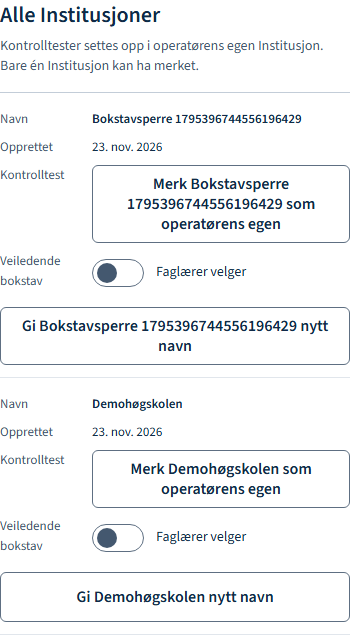 Alle Institusjoner
Kontrolltester settes opp i operatørens egen Institusjon.
Bare én Institusjon kan ha merket.
Navn Bokstavsperre 1795396744556196429
Opprettet 23. nov. 2026
Kontrolltest Merk Bokstavsperre
1795396744556196429 som
operatørens egen
Veiledende
bokstav Faglærer velger
Gi Bokstavsperre 1795396744556196429 nytt
navn
Navn Demohøgskolen
Opprettet 23. nov. 2026
Kontrolltest Merk Demohøgskolen som
operatørens egen
Veiledende
bokstav Faglærer velger
Gi Demohøgskolen nytt navn